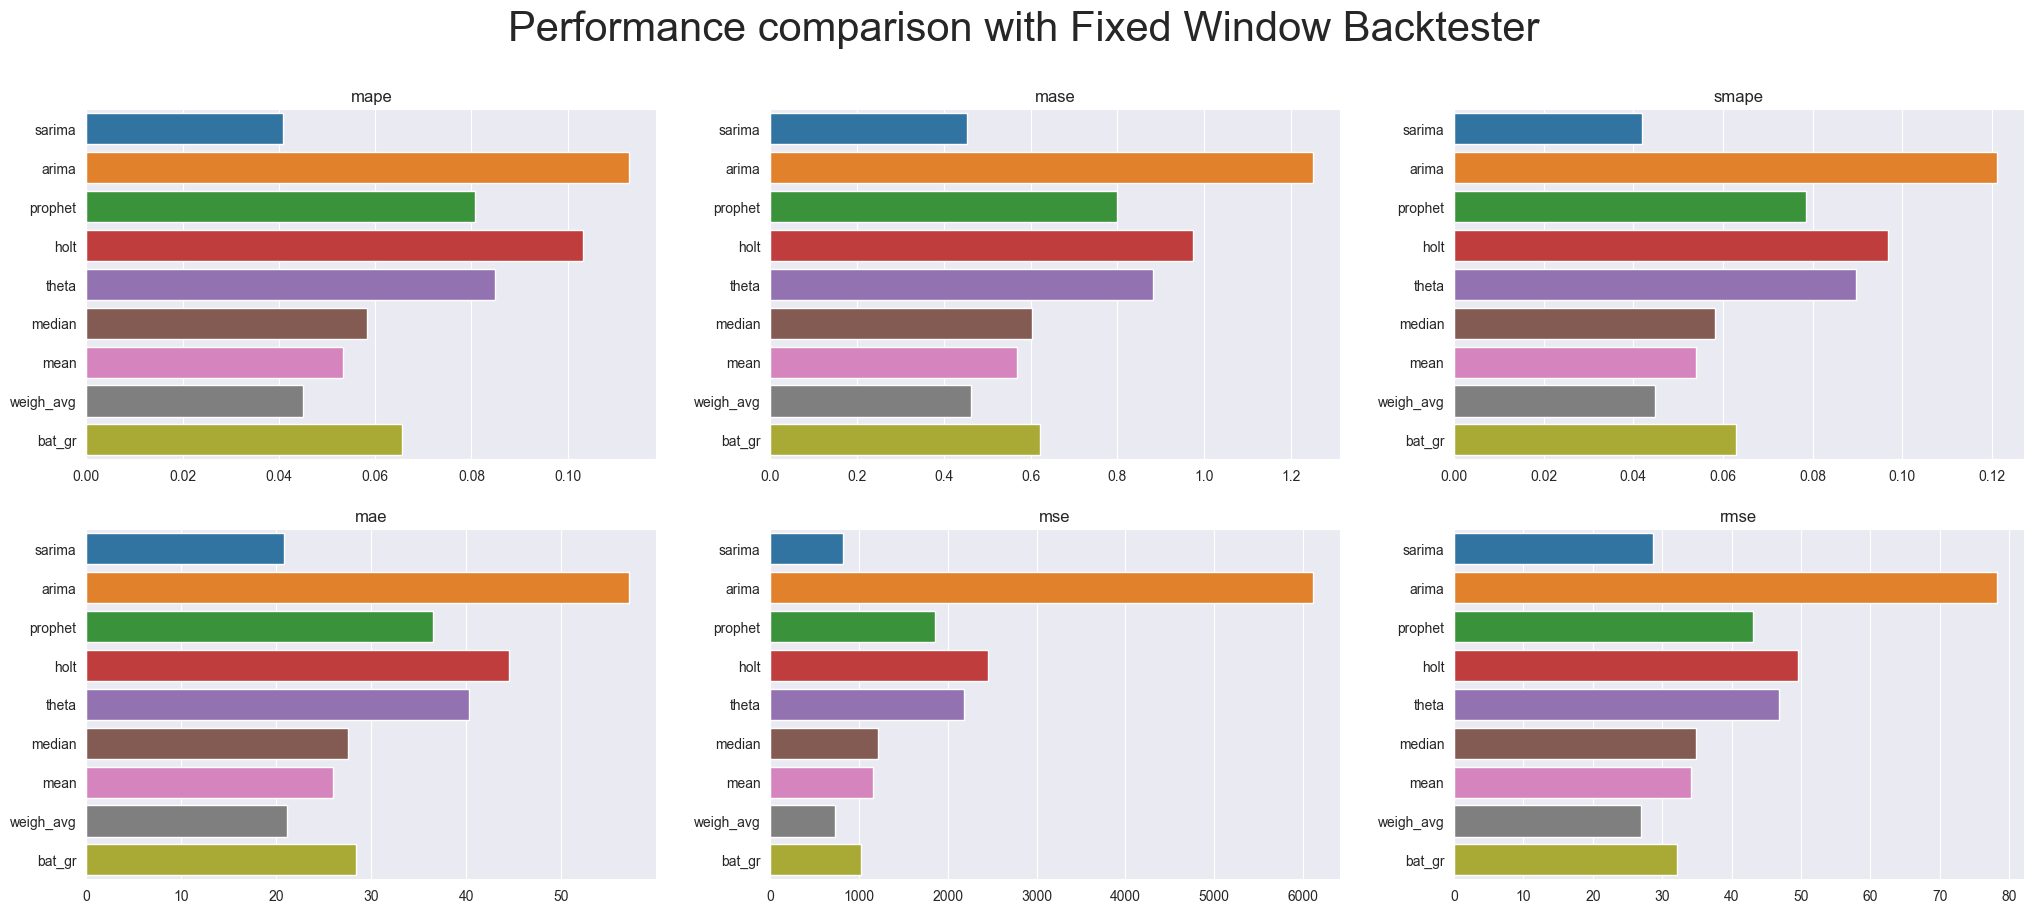 Performance comparison with Fixed Window Backtester
mape
sarima
arima
prophet
holt
theta
median
mean
weigh_avg
bat_gr
0.00 0.02 0.04 0.06 0.08 0.10
mase
sarima
arima
prophet
holt
theta
median
mean
weigh_avg
bat_gr
0.0 0.2 0.4 0.6 0.8 1.0 1.2
smape
sarima
arima
prophet
holt
theta
median
mean
weigh_avg
bat_gr
0.00 0.02 0.04 0.06 0.08 0.10 0.12
mae
sarima
arima
prophet
holt
theta
median
mean
weigh_avg
bat_gr
0 10 20 30 40 50
mse
sarima
arima
prophet
holt
theta
median
mean
weigh_avg
bat_gr
0 1000 2000 3000 4000 5000 6000
rmse
sarima
arima
prophet
holt
theta
median
mean
weigh_avg
bat_gr
0 10 20 30 40 50 60 70 80